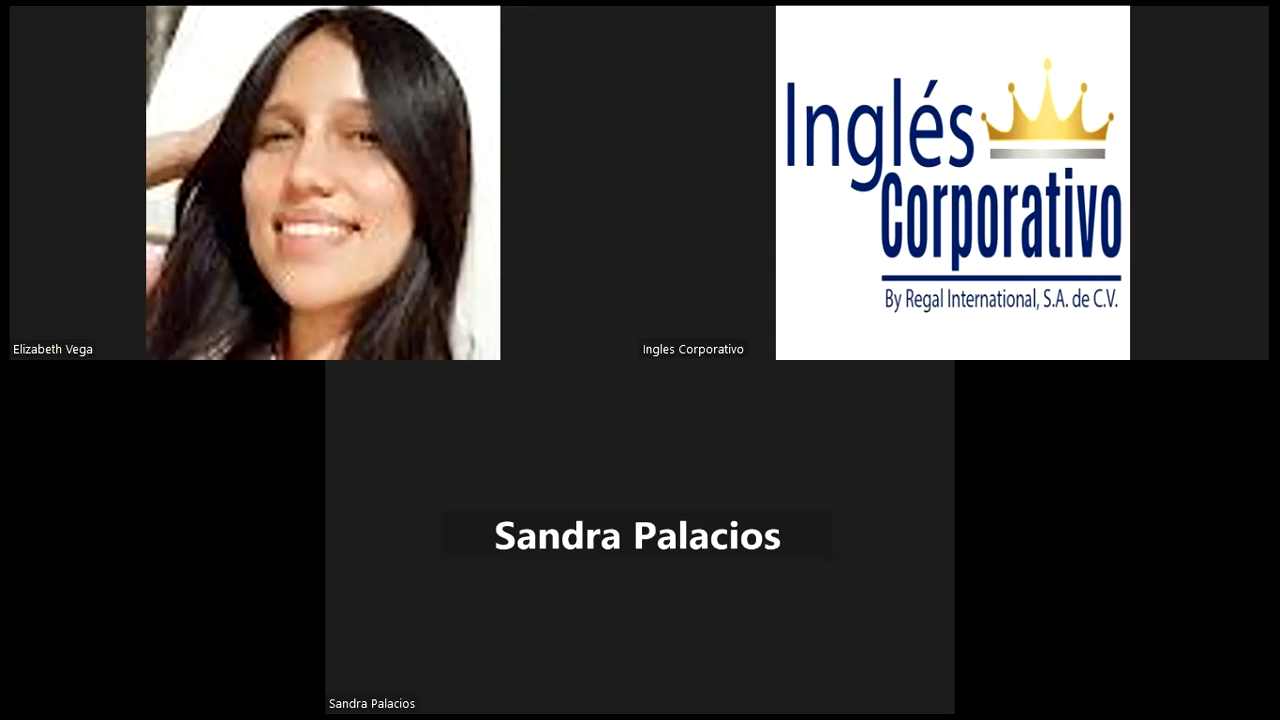 Inglés
Corporativo
By Regal International, S.A. de C.V.
Elizabeth Vega
Ingles Corporativo
Sandra Palacios
Sandra Palacios